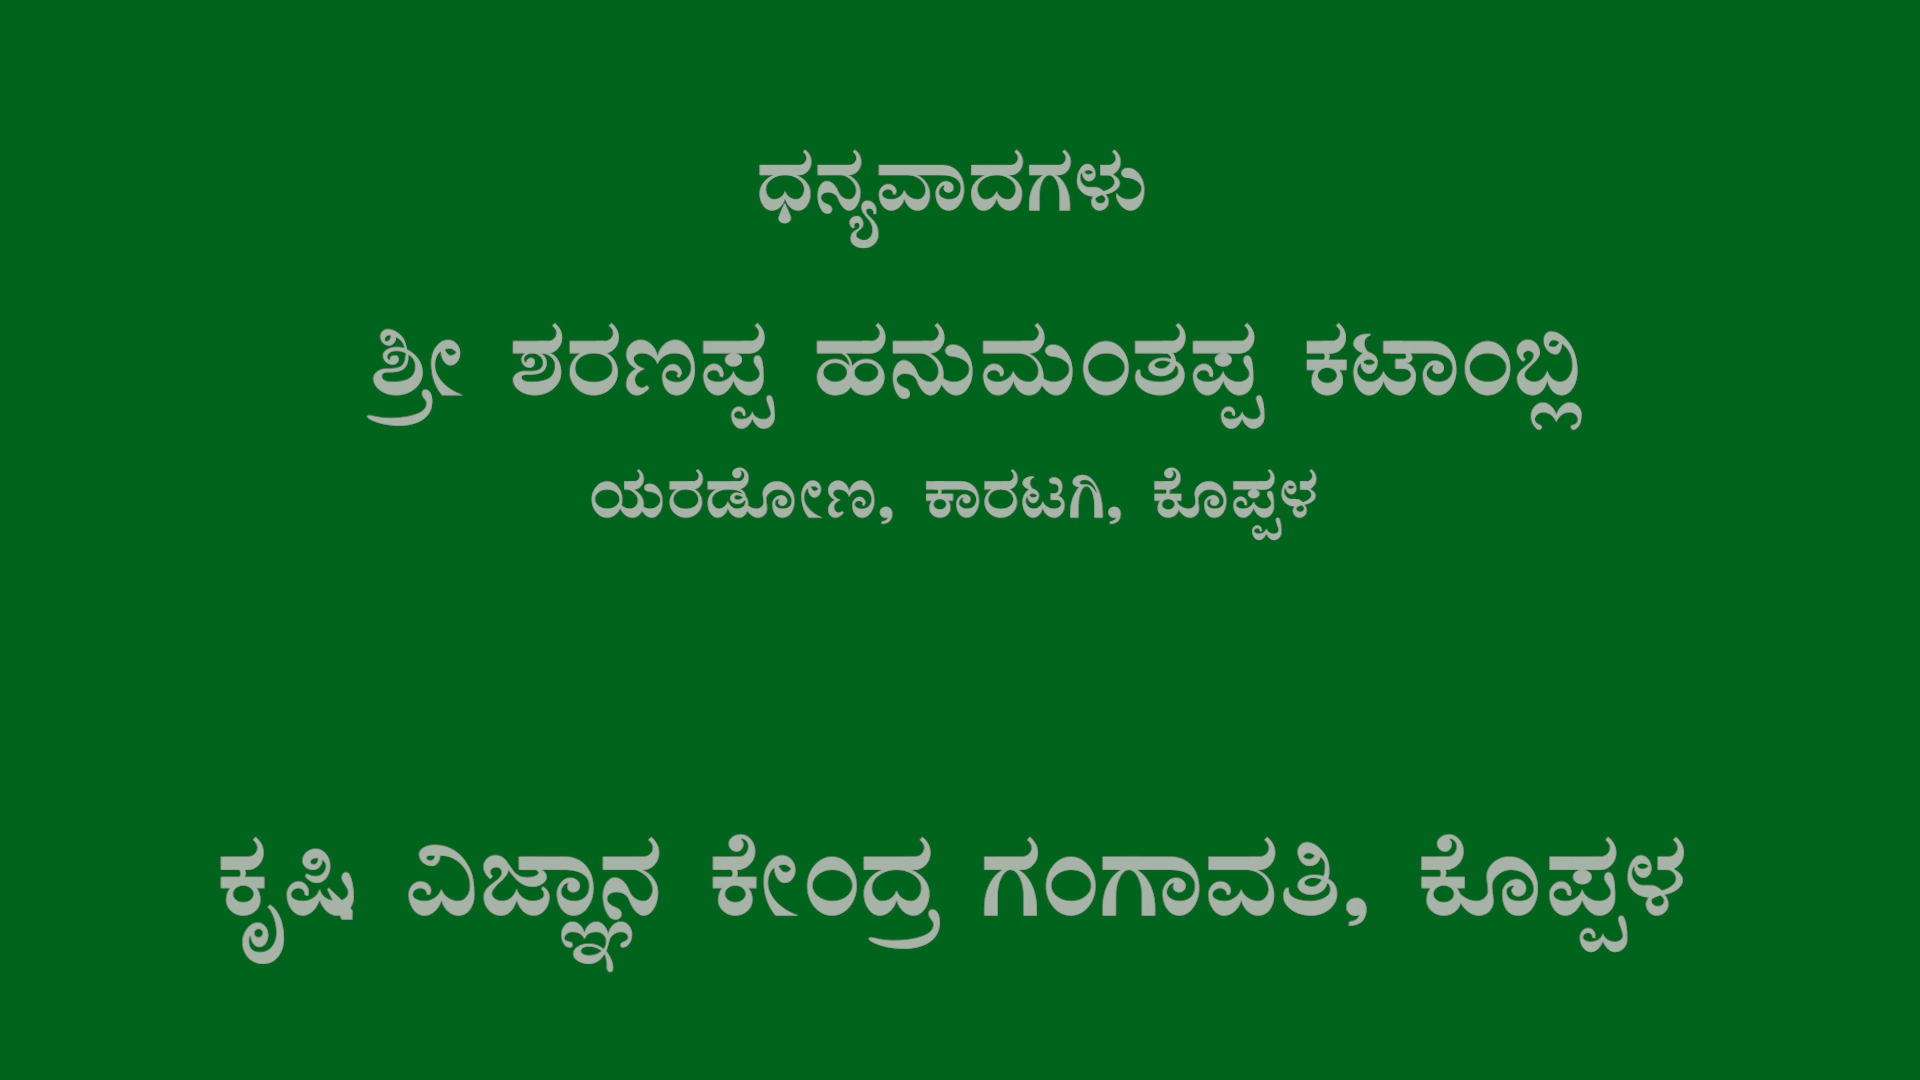 ಧನ್ಯವಾದಗಳು
ಶ್ರೀ ಶರಣಪ್ಪ ಹನುಮಂತಪ್ಪ ಕಟಾಂಬ್ಲಿ
ಯರಡೋಣ, ಕಾರಟಗಿ, ಕೊಪ್ಪಳ
ಕೃಷಿ ವಿಜ್ಞಾನ ಕೇಂದ್ರ ಗಂಗಾವತಿ, ಕೊಪ್ಪಳ